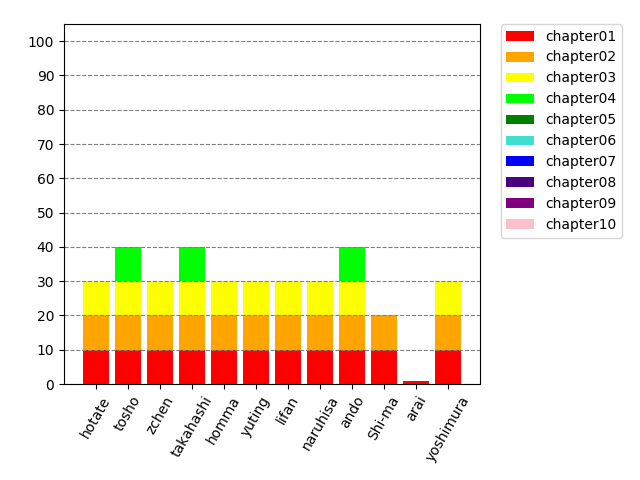 100
90
80
70
60
50
40
30
20
10
0
hotate
tosho
zchen
takahashi
homma
yuting
lifan
naruhisa
ando
Shi-ma
arai
yoshimura
chapter01
chapter02
chapter03
chapter04
chapter05
chapter06
chapter07
chapter08
chapter09
chapter10